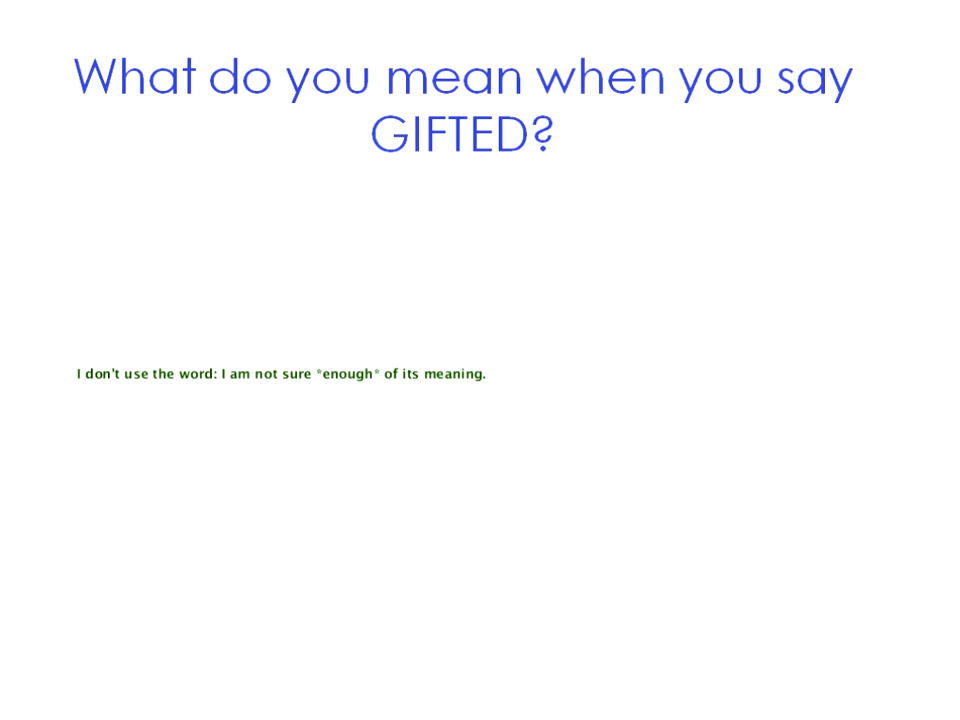 What do you mean when you say
GIFTED?
I don't use the word: I am not sure *enough* of its meaning.